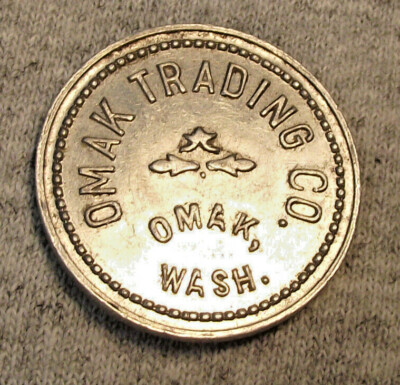 OMAK TRADING CO.
OMAK,
WASH.